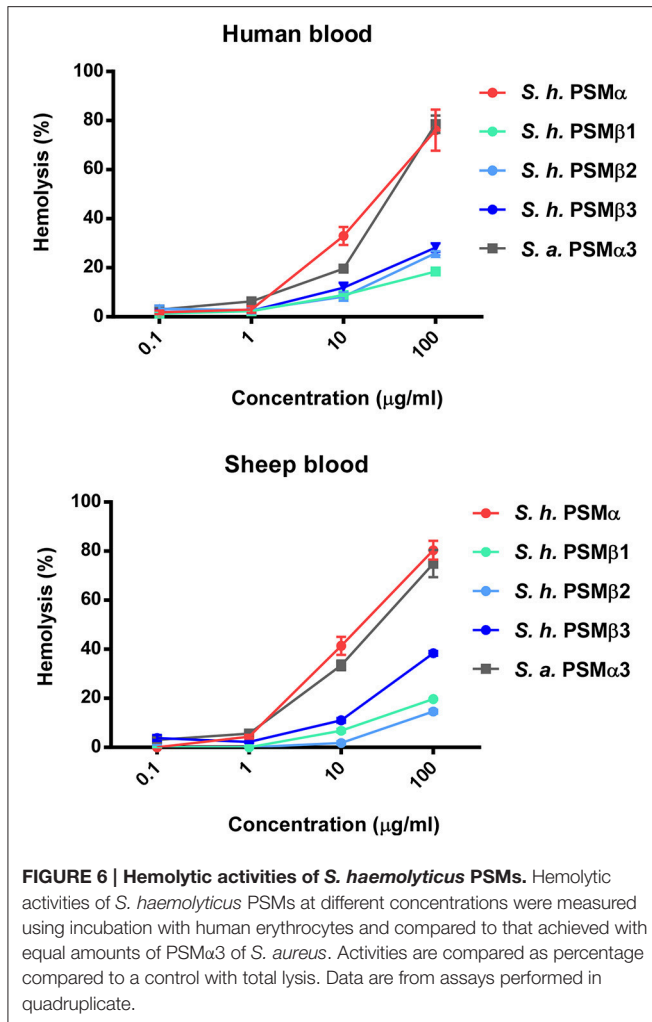 Human blood
100
80
60
40
20
0
Hemolysis (%)
0.1
1
10
100
Concentration (μg/ml)
S. h. PSMα
S. h. PSMβ1
S. h. PSMβ2
S. h. PSMβ3
S. a. PSMα3
Sheep blood
100
80
60
40
20
0
Hemolysis (%)
0.1
1
10
100
Concentration (μg/ml)
S. h. PSMα
S. h. PSMβ1
S. h. PSMβ2
S. h. PSMβ3
S. a. PSMα3
FIGURE 6 | Hemolytic activities of S. haemolyticus PSMs. Hemolytic
activities of S. haemolyticus PSMs at different concentrations were measured
using incubation with human erythrocytes and compared to that achieved with
equal amounts of PSMα3 of S. aureus. Activities are compared as percentage
compared to a control with total lysis. Data are from assays performed in
quadruplicate.